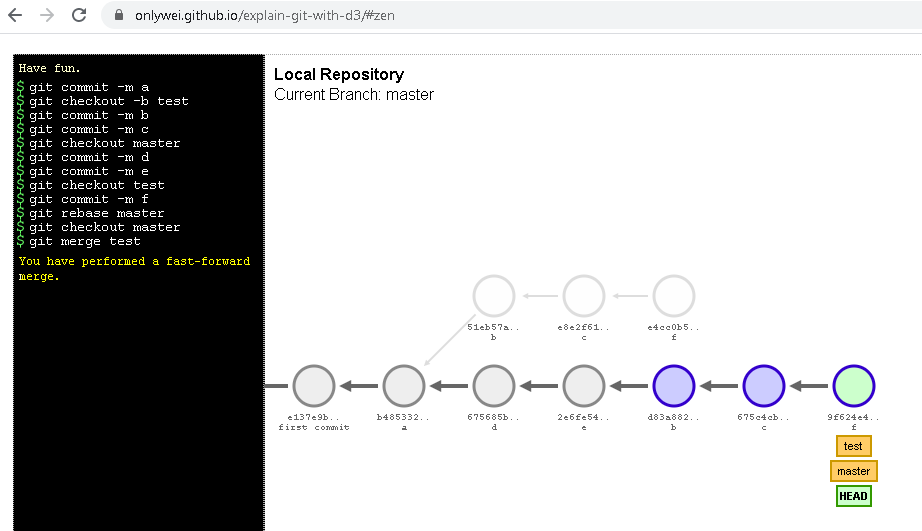 onlywei.github.io/explain-git-with-d3/#zen
Have fun.
$ git commit -m a
$ git checkout -b test
$ git commit -m b
$ git commit -m c
$ git checkout master
$ git commit -m d
$ git commit -m e
$ git checkout test
$ git commit -m f
$ git rebase master
$ git checkout master
$ git merge test
You have performed a fast-forward
merge.
Local Repository
Current Branch: master
51eb57a.. e8e2f61.. e4cc0b5..
b c f
e137e9b.. b485332.. 675685b.. 2e6fe54.. d83a882.. 675c4cb.. 9f624e4..
first commit a d e b c f
test
master
HEAD